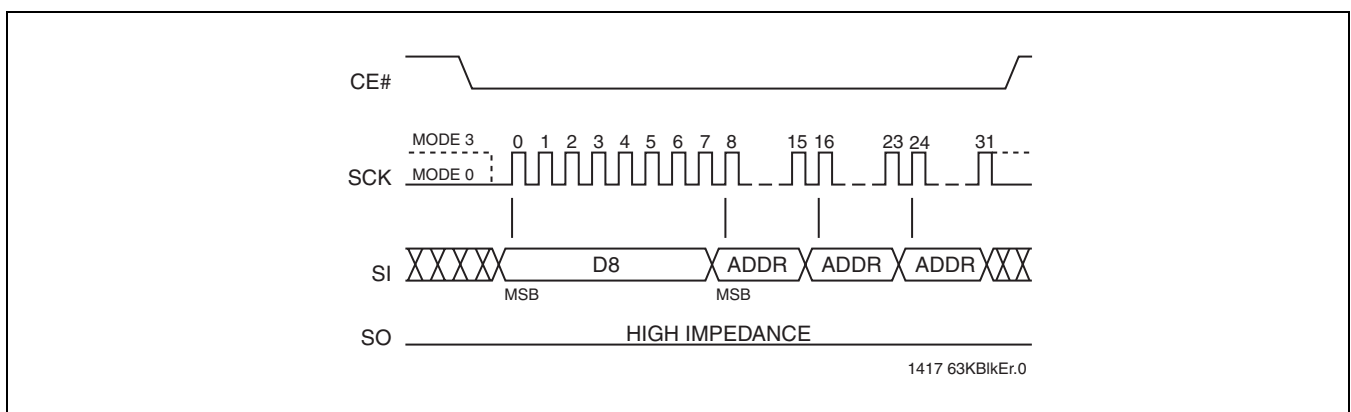 CE#
MODE 3
0 1 2 3 4 5 6 7 8 15 16 23 24 31
SCK MODE 0
SI D8 ADDR ADDR ADDR
MSB MSB
SO HIGH IMPEDANCE
1417 63KBlkEr.0